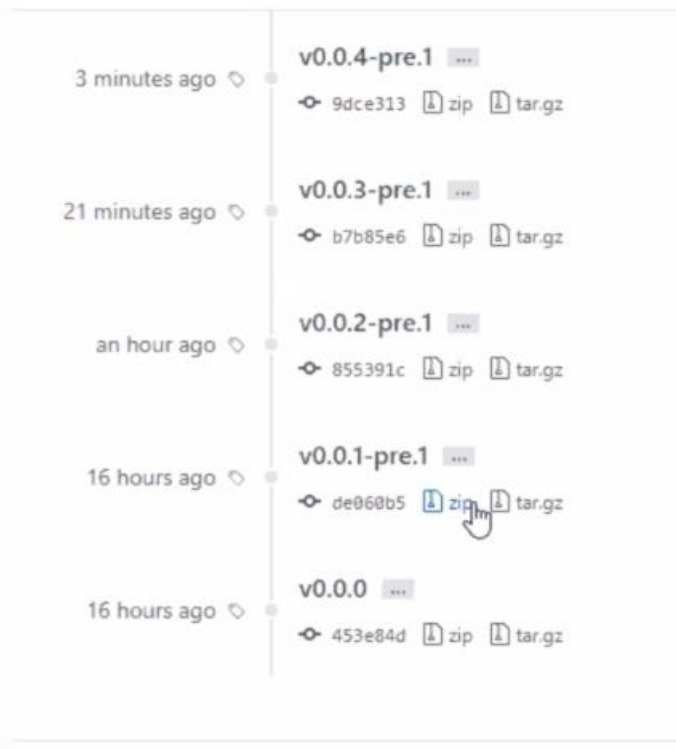 v0.0.4-pre.1 ...
3 minutes ago
9dce313 zip tar.gz
v0.0.3-pre.1 ...
21 minutes ago
b7b85e6 zip tar.gz
v0.0.2-pre.1 ...
an hour ago
855391c zip tar.gz
v0.0.1-pre.1 ...
16 hours ago
de060b5 zip tar.gz
v0.0.0 ...
16 hours ago
453e84d zip tar.gz